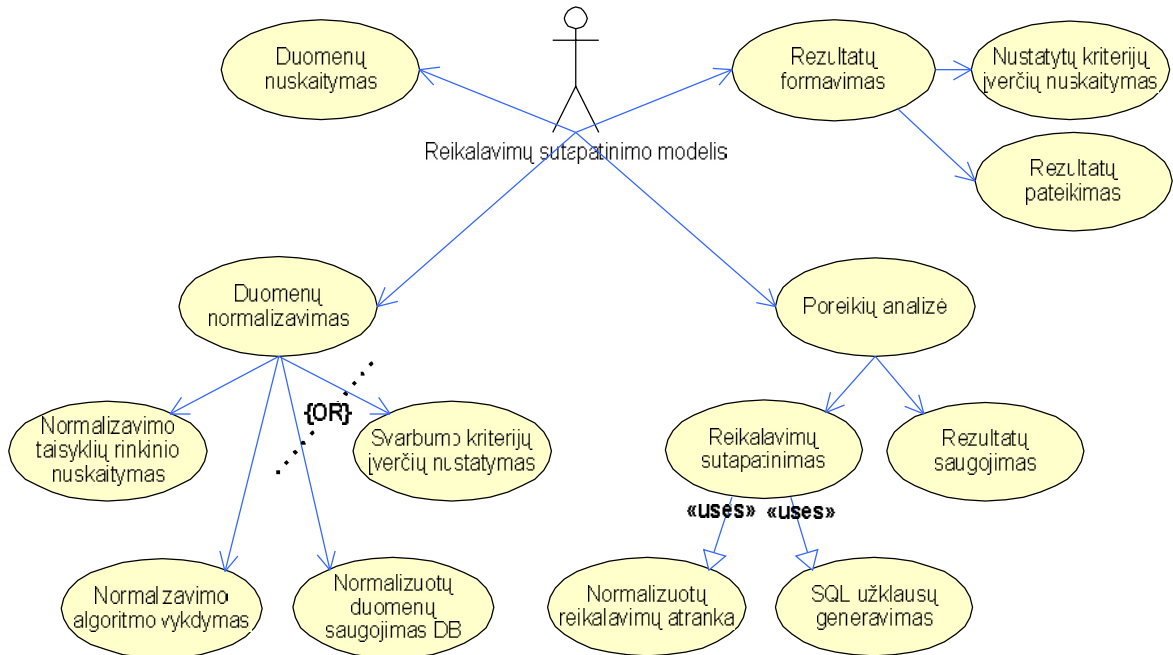 Duomenų
nuskaitymas
Rezultatų
formavimas
Nustatytų kriterijų
įverčių nuskaitymas
Reikalavimų sutapatinimo modelis
Rezultatų
pateikimas
Duomenų
normalizavimas
Poreikių analizė
{OR}
Normalizavimo
taisyklių rinkinio
nuskaitymas
Svarbumo kriterijų
įverčių nustatymas
Reikalavimų
sutapatinimas
Rezultatų
saugojimas
«uses» «uses»
Normalizavimo
algoritmo vykdymas
Normalizuotų
duomenų
saugojimas DB
Normalizuotų
reikalavimų atranka
SQL užklausų
generavimas